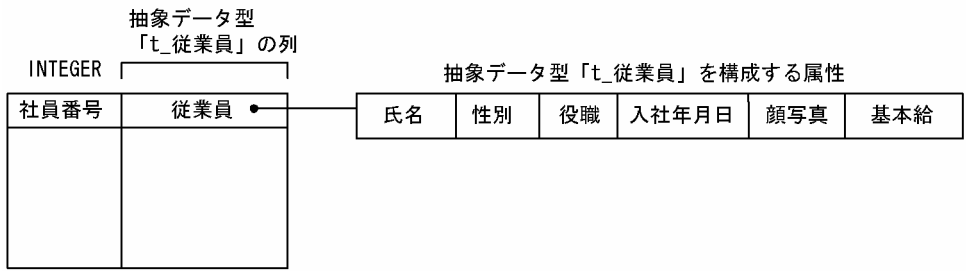 抽象データ型
「t_従業員」の列
INTEGER
抽象データ型「t_従業員」を構成する属性
社員番号 従業員
氏名 性別 役職 入社年月日 顔写真 基本給